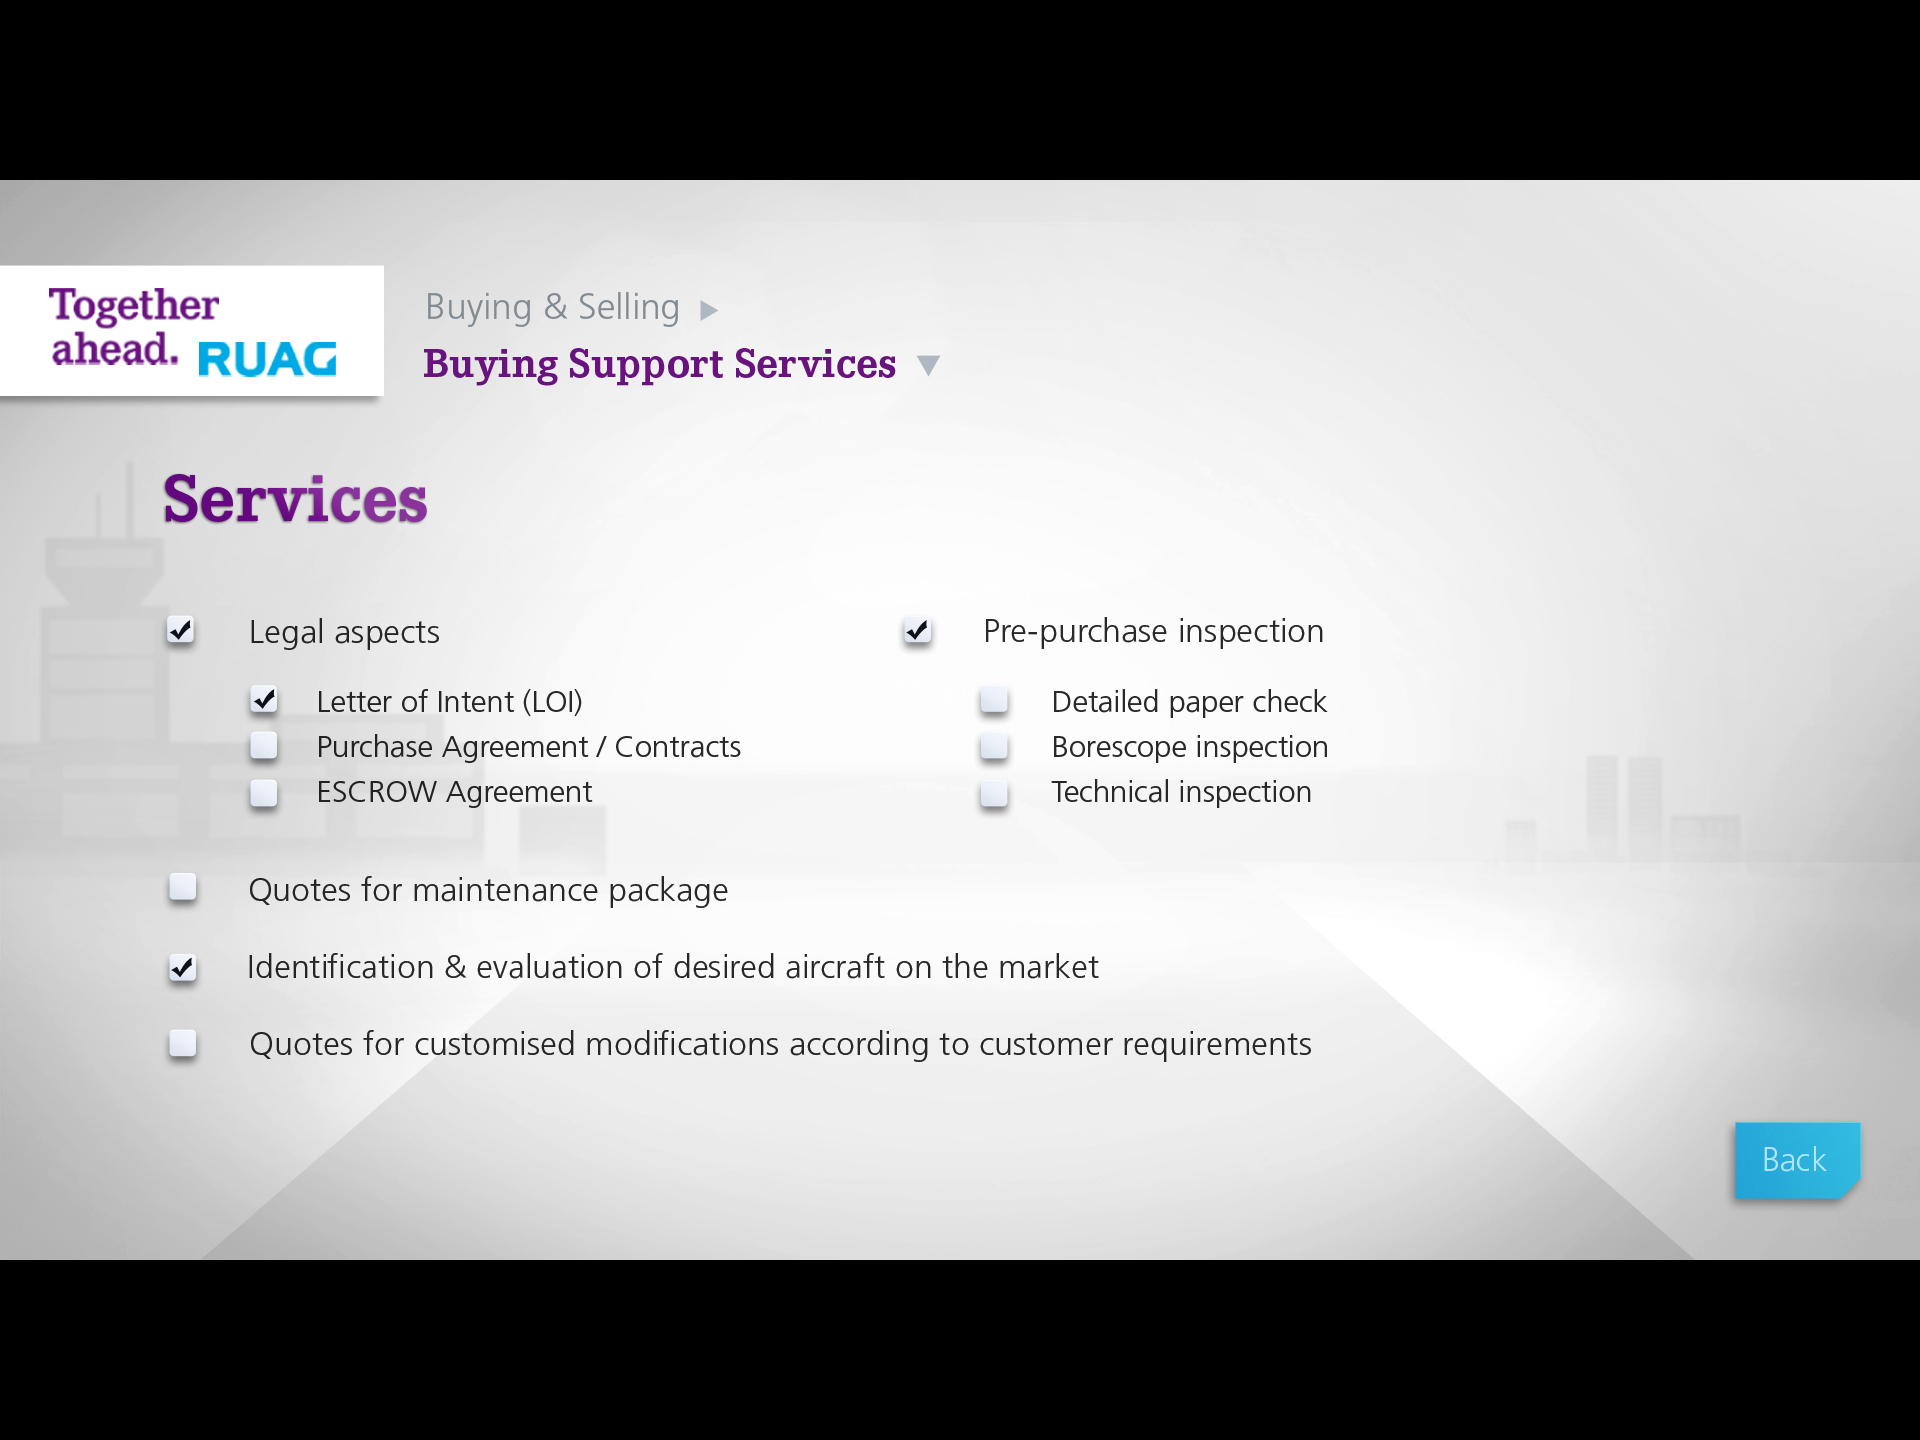 Together
ahead. RUAG
Buying & Selling
Buying Support Services
Services
Legal aspects
Letter of Intent (LOI)
Purchase Agreement / Contracts
ESCROW Agreement
Pre-purchase inspection
Detailed paper check
Borescope inspection
Technical inspection
Quotes for maintenance package
Identification & evaluation of desired aircraft on the market
Quotes for customised modifications according to customer requirements
Back